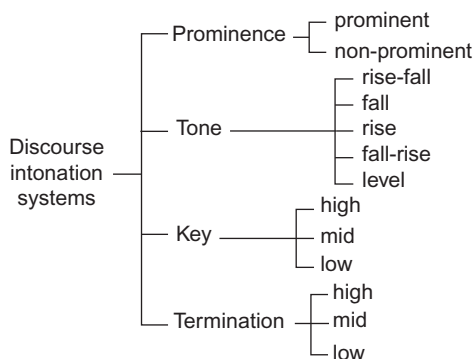 Discourse
intonation
systems
Prominence
prominent
non-prominent
Tone
rise-fall
fall
rise
fall-rise
level
Key
high
mid
low
Termination
high
mid
low